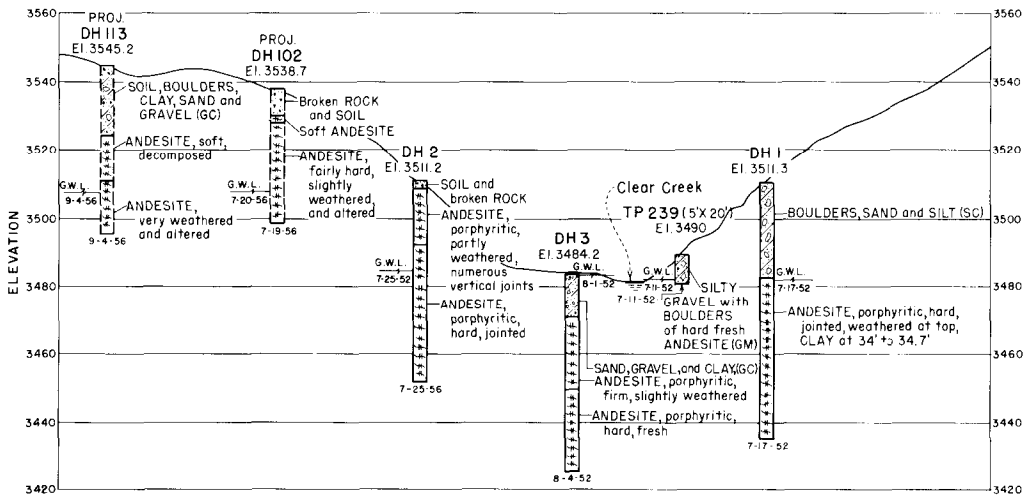 3560
3540
3520
3500
3480
3460
3440
3420
ELEVATION
PROJ.
DH 113
El. 3545.2
SOIL, BOULDERS,
CLAY, SAND and
GRAVEL (GC)
ANDESITE, soft,
decomposed
G.W.L.
9-4-56
ANDESITE,
very weathered
and altered
9-4-56
PROJ.
DH 102
El. 3538.7
Broken ROCK
and SOIL
Soft ANDESITE
ANDESITE,
fairly hard,
slightly
weathered,
and altered
G.W.L.
7-20-56
7-19-56
DH 2
El. 3511.2
SOIL and
broken ROCK
ANDESITE,
porphyritic,
partly
weathered,
numerous
vertical joints
G.W.L.
7-25-52
ANDESITE,
porphyritic,
hard, jointed
7-25-56
DH 3
El. 3484.2
G.W.L.
8-1-52
SAND, GRAVEL, and CLAY, (GC)
ANDESITE, porphyritic,
firm, slightly weathered
ANDESITE, porphyritic,
hard, fresh
8-4-52
Clear Creek
7-11-52
TP 239 (5'X 20')
El. 3490
G.W.L.
7-11-52
SILTY
GRAVEL with
BOULDERS
of hard fresh
ANDESITE (GM)
DH 1
El. 3511.3
BOULDERS, SAND and SILT (SC)
G.W.L.
7-17-52
ANDESITE, porphyritic, hard,
jointed, weathered at top,
CLAY at 34' to 34.7'
7-17-52
3560
3540
3520
3500
3480
3460
3440
3420